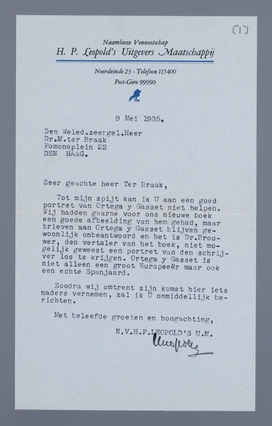 (1)
Naamlooze Vennootschap
H. P. Leopold's Uitgevers Maatschappij
Noordeinde 23 - Telefoon 115400
Post-Giro 99990
9 Mei 1938.
Den Weled.zeergel.Heer
Dr.M.ter Braak
Pomonaplein 22
DEN HAAG.
Zeer geachte heer Ter Braak,
Tot mijn spijt kan ik U aan een goed
portret van Ortega y Gasset niet helpen.
Wij hadden gaarne voor ons nieuwe boek
een goede afbeelding van hem gehad, maar
brieven aan Ortega y Gasset blijven ge-
woonlijk onbeantwoord en het is Dr.Brou-
wer, den vertaler van het boek, niet mo-
gelijk geweest een portret van den schrij-
ver los te krijgen. Ortega y Gasset is
niet alleen een groot Europeeër maar ook
een echte Spanjaard.
Zoodra wij omtrent zijn komst hier iets
naders vernemen, zal ik U onmiddellijk be-
richten.
Met beleefde groeten en hoogachting,
N.V.H.P.LEOPOLD'S U.M.